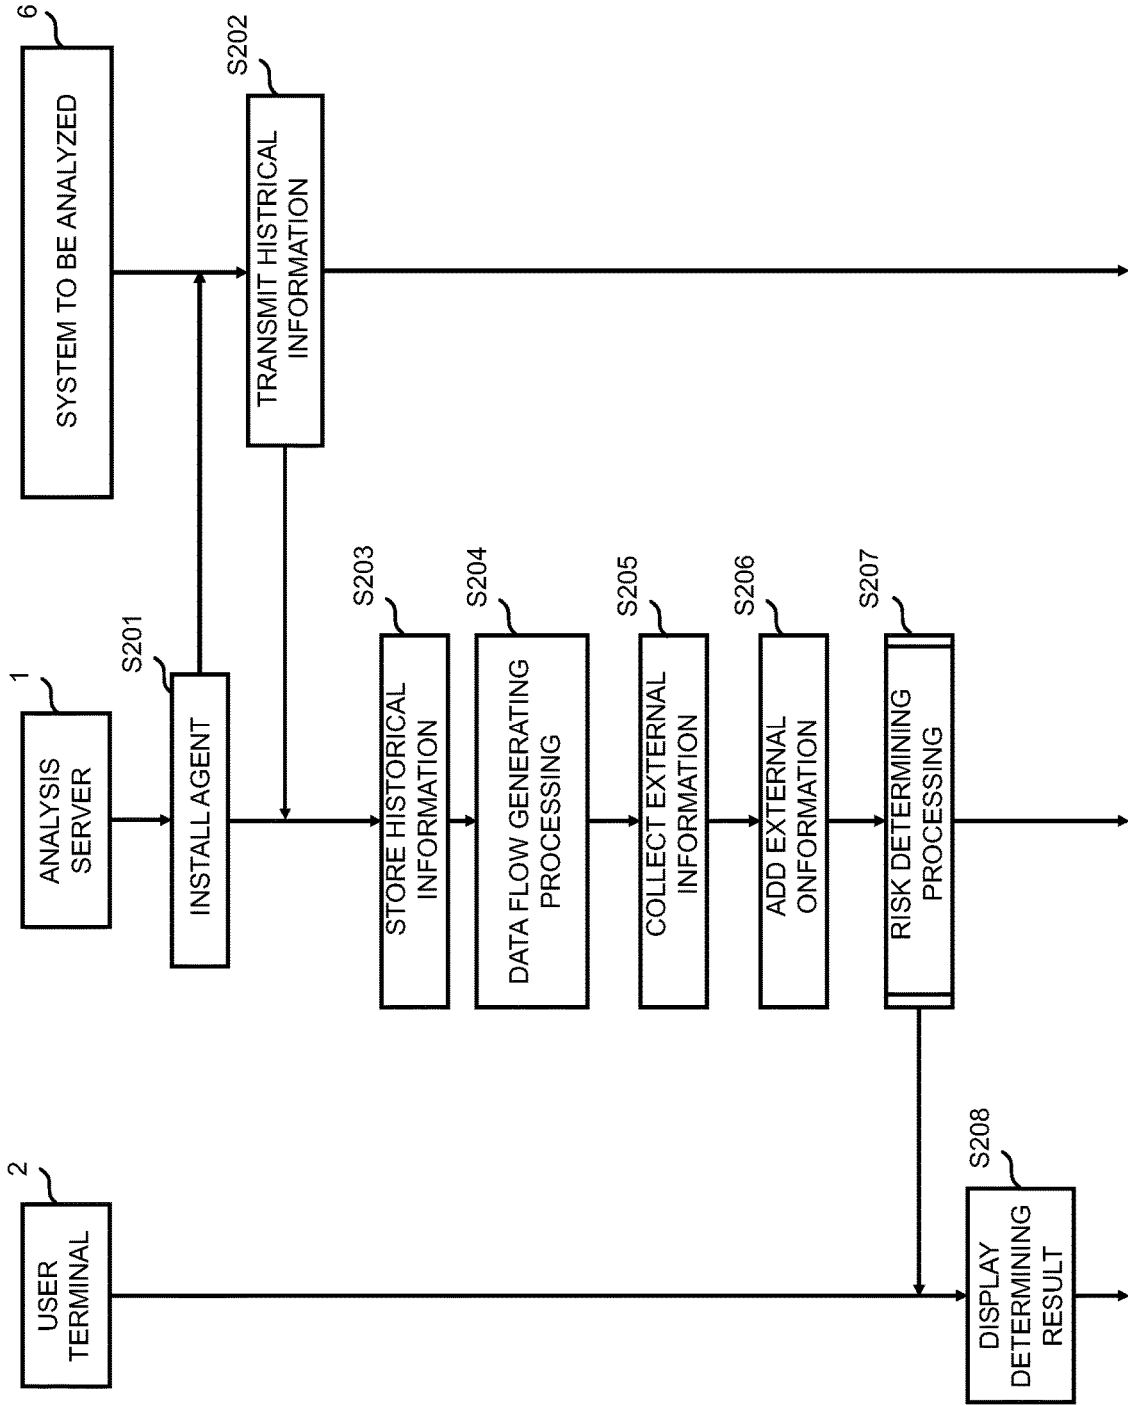 2
USER
TERMINAL
1
ANALYSIS
SERVER
6
SYSTEM TO BE ANALYZED
S201
INSTALL AGENT
S202
TRANSMIT HISTRICAL
INFORMATION
S203
STORE HISTORICAL
INFORMATION
S204
DATA FLOW GENERATING
PROCESSING
S205
COLLECT EXTERNAL
INFORMATION
S206
ADD EXTERNAL
ONFORMATION
S207
RISK DETERMINING
PROCESSING
S208
DISPLAY
DETERMINING
RESULT